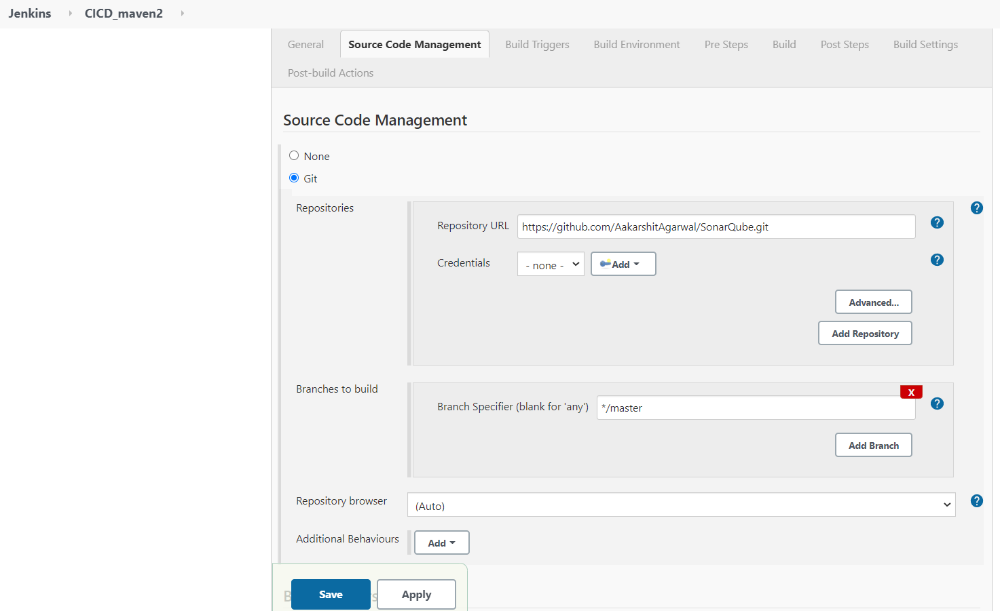 Jenkins CICD_maven2
General Source Code Management Build Triggers Build Environment Pre Steps Build Post Steps Build Settings
Post-build Actions
Source Code Management
None
Git
Repositories
?
Repository URL https://github.com/AakarshitAgarwal/SonarQube.git ?
Credentials - none - Add ?
Advanced...
Add Repository
Branches to build
X
Branch Specifier (blank for 'any') */master ?
Add Branch
Repository browser (Auto) ?
Additional Behaviours Add
Save Apply